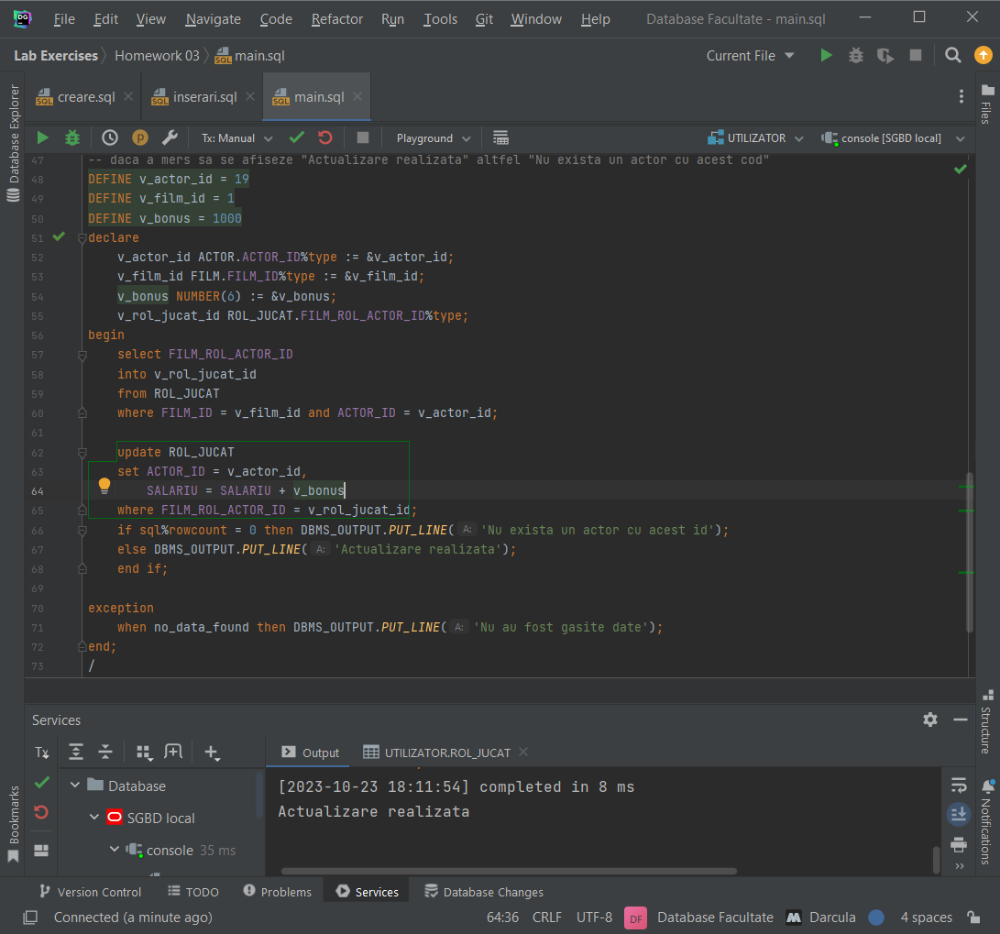 File Edit View Navigate Code Refactor Run Tools Git Window Help Database Facultate - main.sql
Lab Exercises Homework 03 main.sql Current File
creare.sql inserari.sql main.sql
Tx: Manual Playground UTILIZATOR console [SGBD local]
Database Explorer
Files
47 -- daca a mers sa se afiseze "Actualizare realizata" altfel "Nu exista un actor cu acest cod"
48 DEFINE v_actor_id = 19
49 DEFINE v_film_id = 1
50 DEFINE v_bonus = 1000
51 declare
52 v_actor_id ACTOR.ACTOR_ID%type := &v_actor_id;
53 v_film_id FILM.FILM_ID%type := &v_film_id;
54 v_bonus NUMBER(6) := &v_bonus;
55 v_rol_jucat_id ROL_JUCAT.FILM_ROL_ACTOR_ID%type;
56 begin
57 select FILM_ROL_ACTOR_ID
58 into v_rol_jucat_id
59 from ROL_JUCAT
60 where FILM_ID = v_film_id and ACTOR_ID = v_actor_id;
61
62 update ROL_JUCAT
63 set ACTOR_ID = v_actor_id,
64 SALARIU = SALARIU + v_bonus
65 where FILM_ROL_ACTOR_ID = v_rol_jucat_id;
66 if sql%rowcount = 0 then DBMS_OUTPUT.PUT_LINE( A: 'Nu exista un actor cu acest id');
67 else DBMS_OUTPUT.PUT_LINE( A: 'Actualizare realizata');
68 end if;
69
70 exception
71 when no_data_found then DBMS_OUTPUT.PUT_LINE( A: 'Nu au fost gasite date');
72 end;
73 /
Structure
Notifications
Bookmarks
Services
Tx Output UTILIZATOR.ROL_JUCAT
Database
SGBD local
console 35 ms
[2023-10-23 18:11:54] completed in 8 ms
Actualizare realizata
Version Control TODO Problems Services Database Changes
Connected (a minute ago) 64:36 CRLF UTF-8 DF Database Facultate Darcula 4 spaces